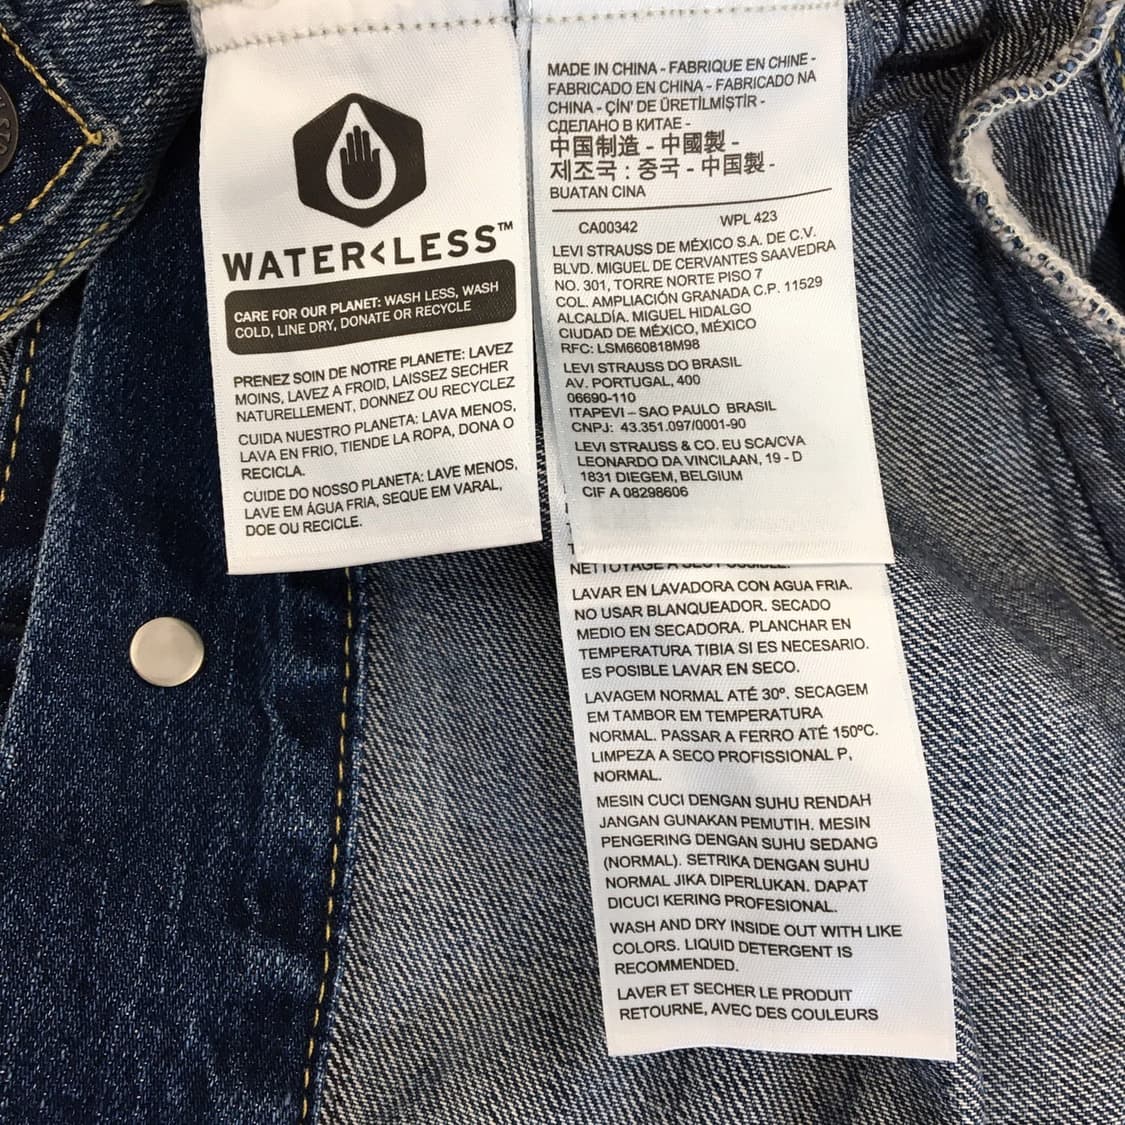 WATER<LESS™
CARE FOR OUR PLANET: WASH LESS, WASH
COLD, LINE DRY, DONATE OR RECYCLE
PRENEZ SOIN DE NOTRE PLANETE: LAVEZ
MOINS, LAVEZ A FROID, LAISSEZ SECHER
NATURELLEMENT, DONNEZ OU RECYCLEZ
CUIDA NUESTRO PLANETA: LAVA MENOS,
LAVA EN FRIO, TIENDE LA ROPA, DONA O
RECICLA.
CUIDE DO NOSSO PLANETA: LAVE MENOS,
LAVE EM ÁGUA FRIA, SEQUE EM VARAL,
DOE OU RECICLE.
MADE IN CHINA - FABRIQUE EN CHINE -
FABRICADO EN CHINA - FABRICADO NA
CHINA - ÇİN' DE ÜRETİLMİŞTİR -
СДЕЛАНО В КИТАЕ -
中国制造 - 中國製 -
제조국 : 중국 - 中国製 -
BUATAN CINA
CA00342 WPL 423
LEVI STRAUSS DE MÉXICO S.A. DE C.V.
BLVD. MIGUEL DE CERVANTES SAAVEDRA
NO. 301, TORRE NORTE PISO 7
COL. AMPLIACIÓN GRANADA C.P. 11529
ALCALDÍA. MIGUEL HIDALGO
CIUDAD DE MÉXICO, MÉXICO
RFC: LSM660818M98
LEVI STRAUSS DO BRASIL
AV. PORTUGAL, 400
06690-110
ITAPEVI – SAO PAULO BRASIL
CNPJ: 43.351.097/0001-90
LEVI STRAUSS & CO. EU SCA/CVA
LEONARDO DA VINCILAAN, 19 - D
1831 DIEGEM, BELGIUM
CIF A 08298606
NETTOYAGE A SEC POSSIBLE.
LAVAR EN LAVADORA CON AGUA FRIA.
NO USAR BLANQUEADOR. SECADO
MEDIO EN SECADORA. PLANCHAR EN
TEMPERATURA TIBIA SI ES NECESARIO.
ES POSIBLE LAVAR EN SECO.
LAVAGEM NORMAL ATÉ 30º. SECAGEM
EM TAMBOR EM TEMPERATURA
NORMAL. PASSAR A FERRO ATÉ 150ºC.
LIMPEZA A SECO PROFISSIONAL P,
NORMAL.
MESIN CUCI DENGAN SUHU RENDAH
JANGAN GUNAKAN PEMUTIH. MESIN
PENGERING DENGAN SUHU SEDANG
(NORMAL). SETRIKA DENGAN SUHU
NORMAL JIKA DIPERLUKAN. DAPAT
DICUCI KERING PROFESIONAL.
WASH AND DRY INSIDE OUT WITH LIKE
COLORS. LIQUID DETERGENT IS
RECOMMENDED.
LAVER ET SECHER LE PRODUIT
RETOURNE, AVEC DES COULEURS